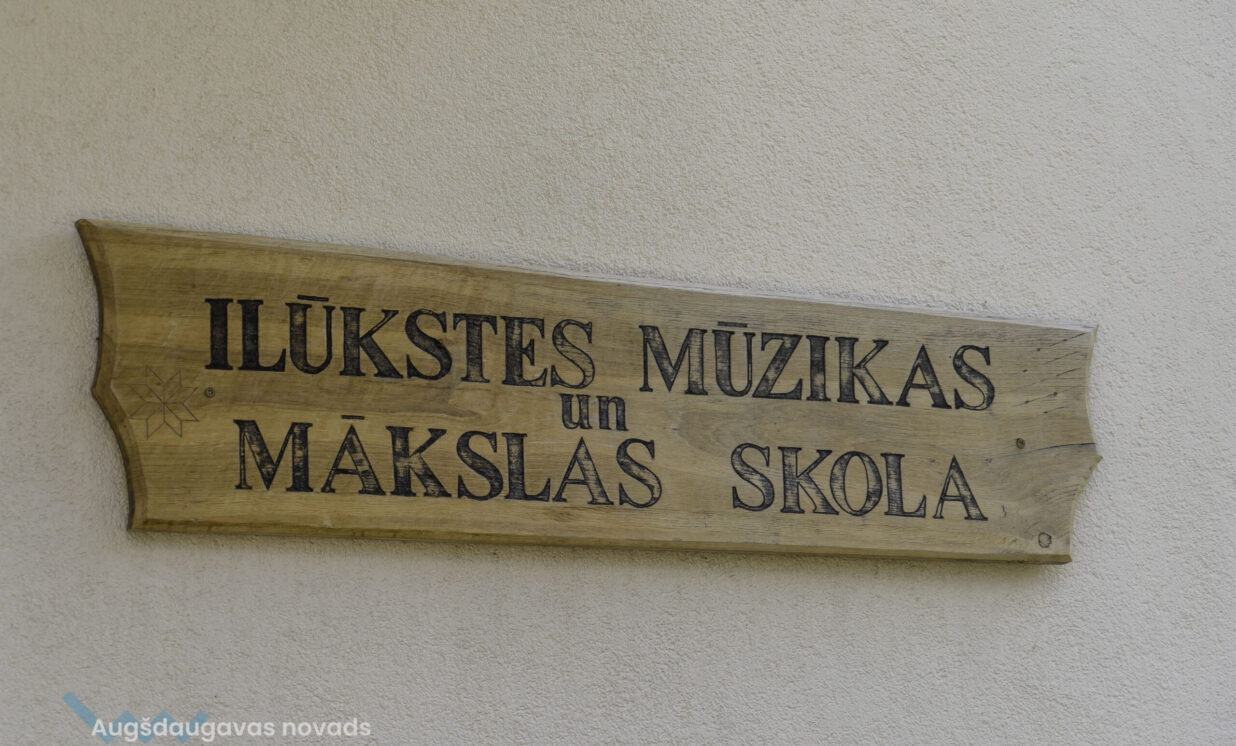 ILŪKSTES MŪZIKAS
un
MĀKSLAS SKOLA
Augšdaugavas novads